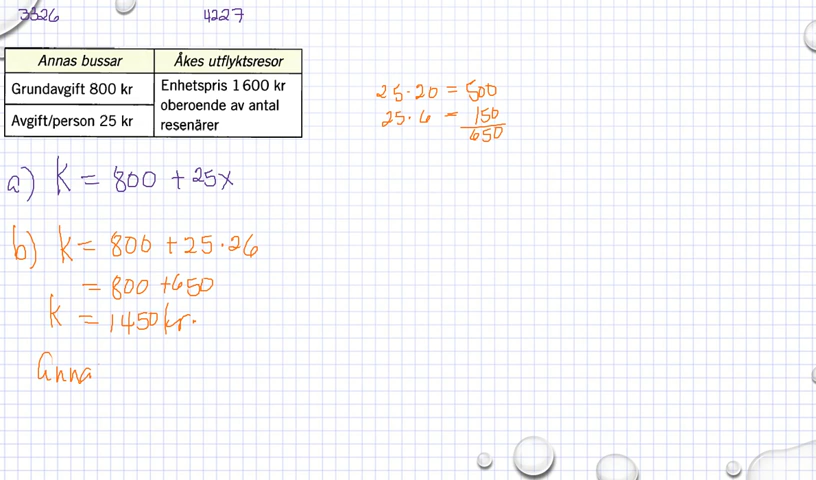 3326 4227
Annas bussar Åkes utflyktsresor
Grundavgift 800 kr Enhetspris 1 600 kr
oberoende av antal
Avgift/person 25 kr resenärer
25·20 = 500
25·6 = 150
650
a) K = 800 + 25x
b) K = 800 + 25·26
= 800 + 650
K = 1450 kr.
Anna